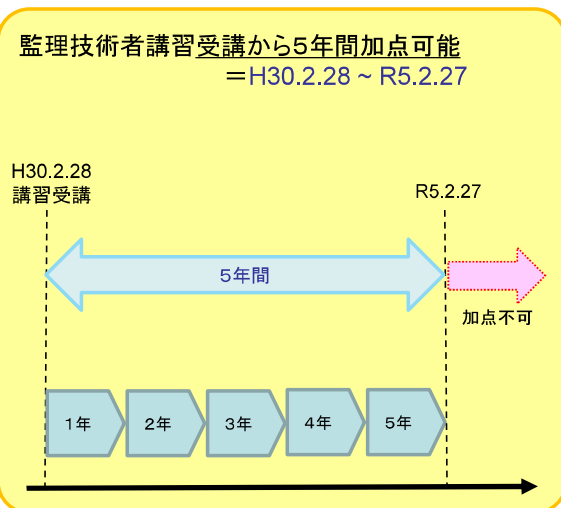 監理技術者講習受講から5年間加点可能
＝H30.2.28 ~ R5.2.27
H30.2.28
講習受講
R5.2.27
5年間
加点不可
1年
2年
3年
4年
5年